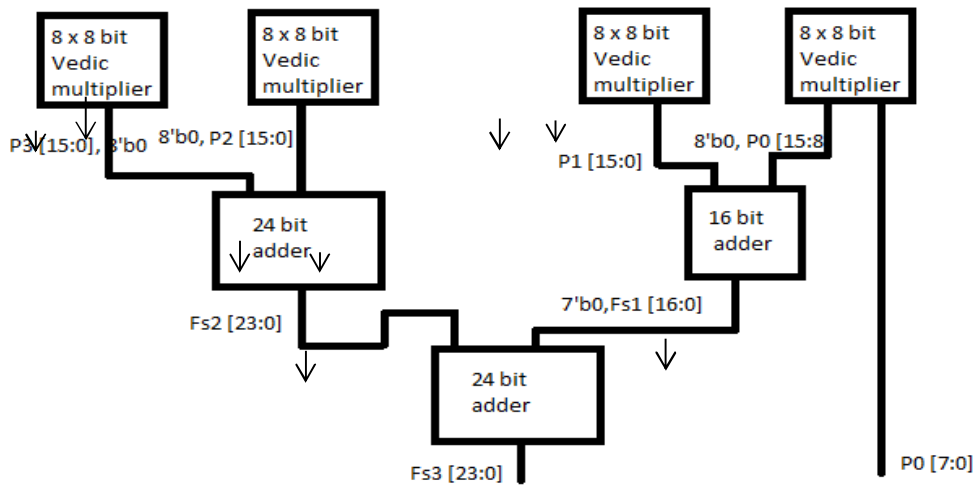 8 x 8 bit
Vedic
multiplier
8 x 8 bit
Vedic
multiplier
8 x 8 bit
Vedic
multiplier
8 x 8 bit
Vedic
multiplier
P3 [15:0], 8'b0
8'b0, P2 [15:0]
P1 [15:0]
8'b0, P0 [15:8
24 bit
adder
16 bit
adder
Fs2 [23:0]
7'b0,Fs1 [16:0]
24 bit
adder
Fs3 [23:0]
P0 [7:0]